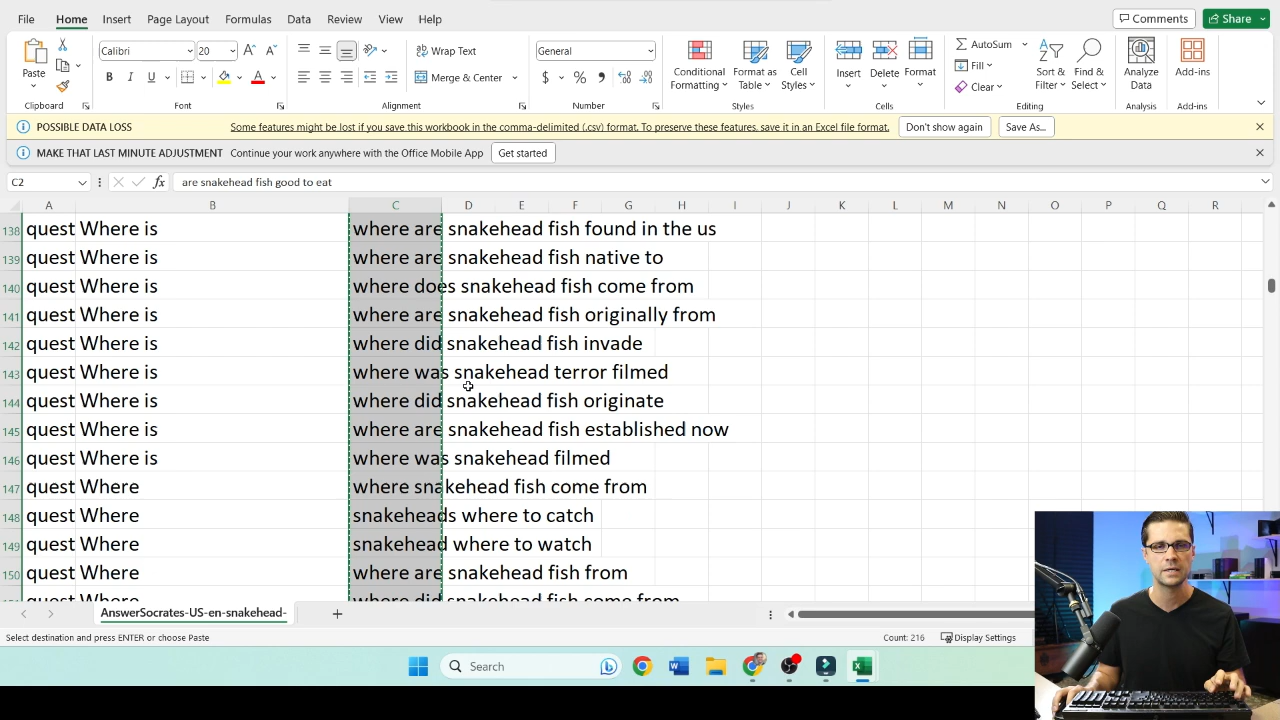 File Home Insert Page Layout Formulas Data Review View Help Comments Share
Calibri 20 A A Wrap Text General AutoSum
Paste B I U A Merge & Center $ % 9 Conditional Formatting Format as Table Cell Styles Insert Delete Format Fill Clear Sort & Filter Find & Select Analyze Data Add-ins
Clipboard Font Alignment Number Styles Cells Editing Analysis Add-ins
POSSIBLE DATA LOSS Some features might be lost if you save this workbook in the comma-delimited (.csv) format. To preserve these features, save it in an Excel file format. Don't show again Save As...
MAKE THAT LAST MINUTE ADJUSTMENT Continue your work anywhere with the Office Mobile App Get started
C2 fx are snakehead fish good to eat
A B C D E F G H I J K L M N O P Q R
138 quest Where is where are snakehead fish found in the us
139 quest Where is where are snakehead fish native to
140 quest Where is where does snakehead fish come from
141 quest Where is where are snakehead fish originally from
142 quest Where is where did snakehead fish invade
143 quest Where is where was snakehead terror filmed
144 quest Where is where did snakehead fish originate
145 quest Where is where are snakehead fish established now
146 quest Where is where was snakehead filmed
147 quest Where where snakehead fish come from
148 quest Where snakeheads where to catch
149 quest Where snakehead where to watch
150 quest Where where are snakehead fish from
quest Where where did snakehead fish come from
AnswerSocrates-US-en-snakehead-
Select destination and press ENTER or choose Paste Count: 216 Display Settings
Search